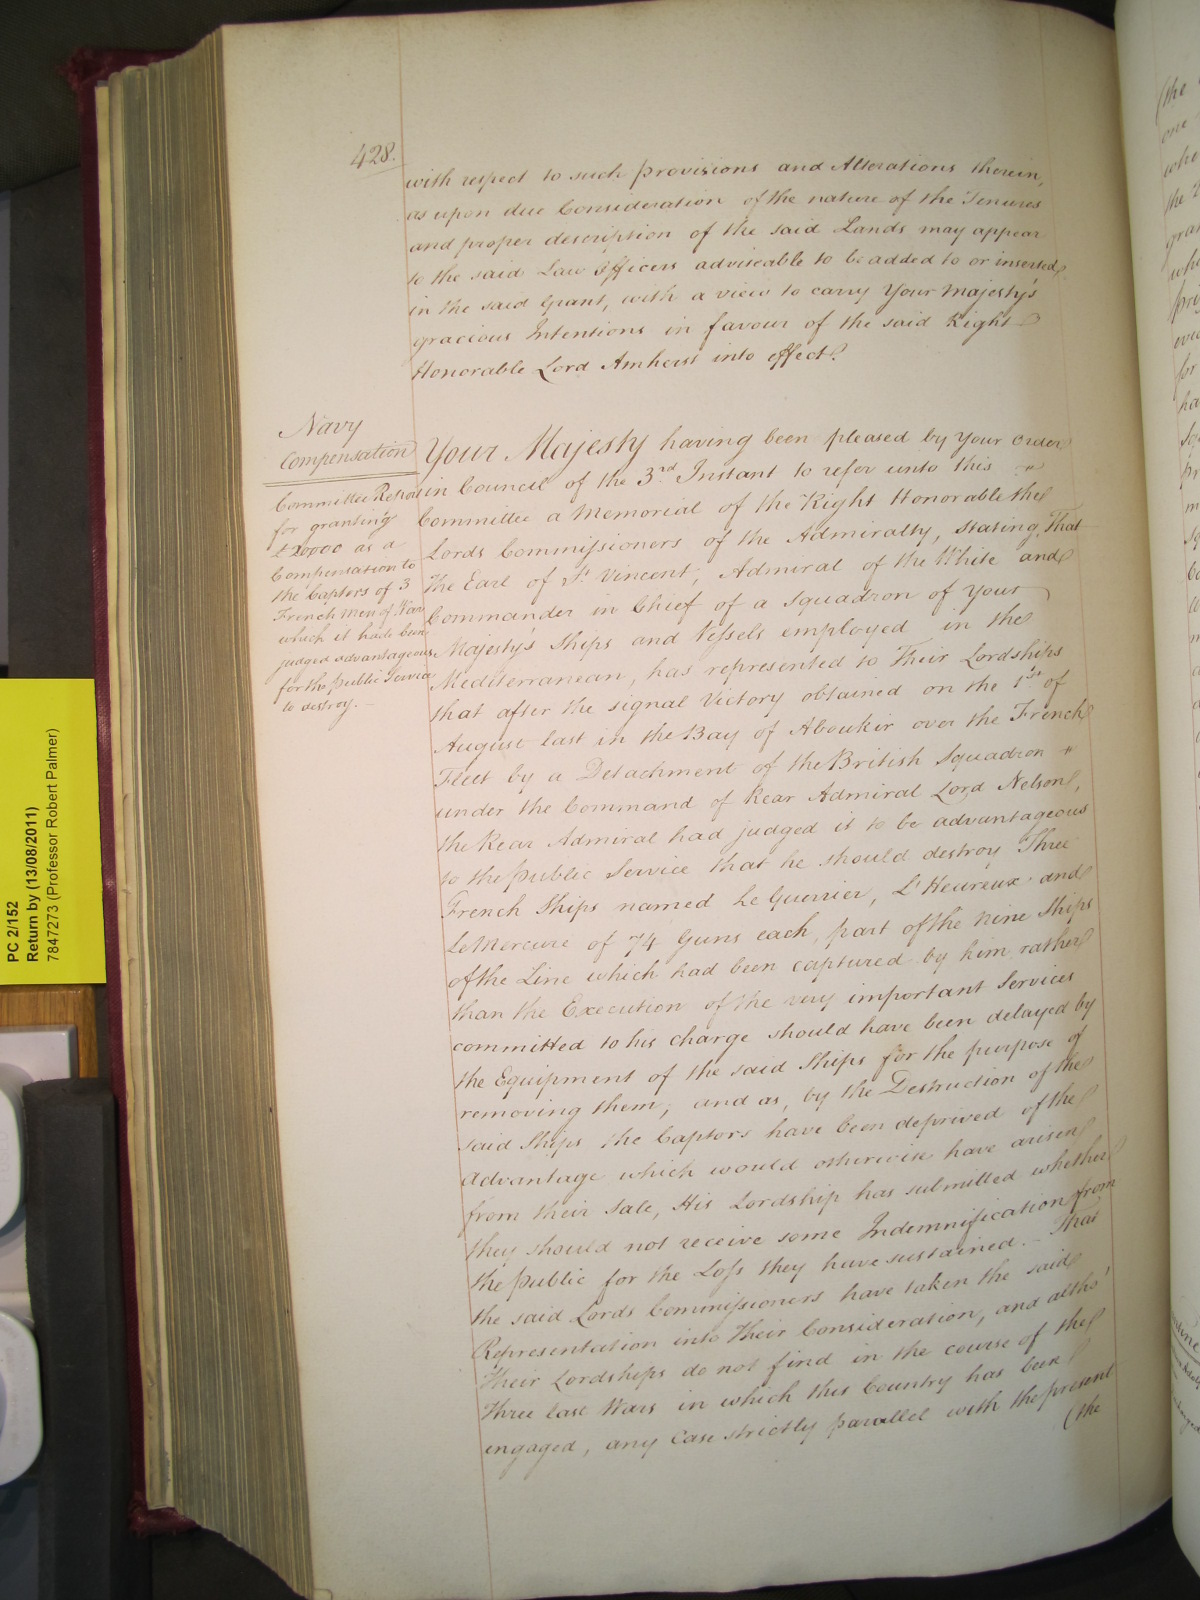 428.
with respect to such provisions and Alterations therein,
as upon due Consideration of the nature of the Tenures
and proper description of the said Lands may appear
to the said Law Officers adviseable to be added to or inserted,
in the said Grant, with a view to carry Your Majesty's
gracious Intentions in favour of the said Right
Honorable Lord Amherst into effect.
Navy
Compensation
Committee Report
for granting
£20000 as a
Compensation to
the Captors of 3
French Men of War
which it had been
judged advantageous
for the public Service
to destroy.
Your Majesty having been pleased by Your Order
in Council of the 3rd Instant to refer unto this
Committee a Memorial of the Right Honorable the
Lords Commissioners of the Admiralty, stating, That
the Earl of St Vincent, Admiral of the White and
Commander in Chief of a Squadron of Your
Majesty's Ships and Vessels employed in the
Mediterranean, has represented to Their Lordships
that after the signal Victory obtained on the 1st of
August last in the Bay of Aboukir over the French
Fleet by a Detachment of the British Squadron
under the Command of Rear Admiral Lord Nelson,
the Rear Admiral had judged it to be advantageous
to the public Service that he should destroy Three
French Ships named Le Guerrier, L'Heureux and
Le Mercure of 74 Guns each, part of the nine Ships
of the Line which had been captured by him rather
than the Execution of the very important Services
committed to his charge should have been delayed by
the Equipment of the said Ships for the purpose of
removing them; and as, by the Destruction of the
said Ships the Captors have been deprived of the
Advantage which would otherwise have arisen
from their Sale, His Lordship has submitted whether
they should not receive some Indemnification from
the public for the Loss they have sustained. - That
the said Lords Commissioners have taken the said
Representation into Their Consideration, and altho'
Their Lordships do not find in the course of the
three last Wars in which this Country has been
engaged, any Case strictly parallel with the present
(the
PC 2/152
Return by (13/08/2011)
7847273 (Professor Robert Palmer)
(the
one